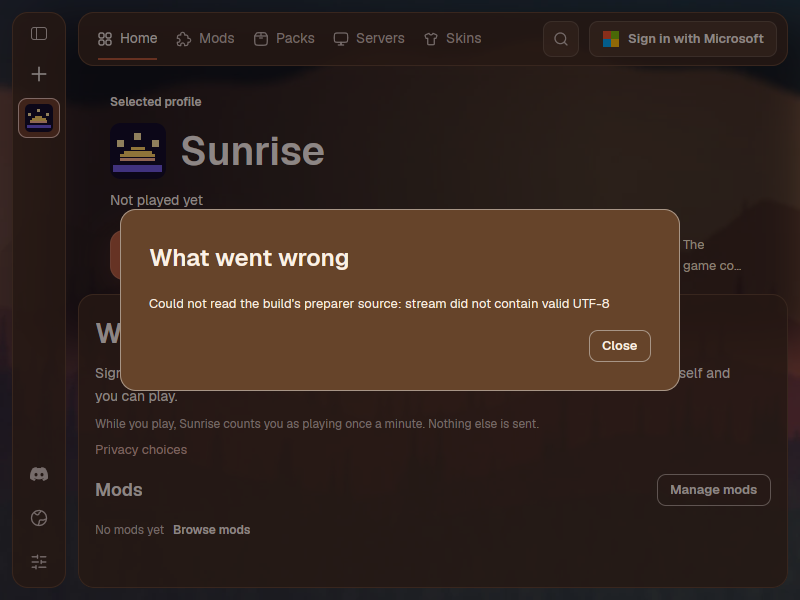 Home
Mods
Packs
Servers
Skins
Sign in with Microsoft
Selected profile
Sunrise
Not played yet
The
game co...
What went wrong
Could not read the build's preparer source: stream did not contain valid UTF-8
Close
self and
you can play.
While you play, Sunrise counts you as playing once a minute. Nothing else is sent.
Privacy choices
Mods
Manage mods
No mods yet
Browse mods